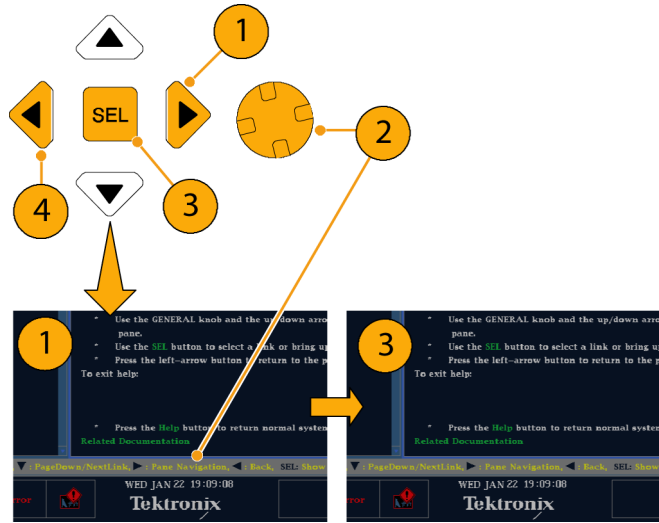 1
SEL
2
3
4
1
" Use the GENERAL knob and the up/down arro
pane.
" Use the SEL button to select a link or bring up
" Press the left-arrow button to return to the p
To exit help:
" Press the Help button to return normal system
Related Documentation
▼ : PageDown/NextLink, ▶ : Pane Navigation, ◀ : Back, SEL: Show
WED JAN 22 19:09:08
rror
Tektronix
3
" Use the GENERAL knob and the up/down arr
pane.
" Use the SEL button to select a link or bring u
" Press the left-arrow button to return to the p
To exit help:
" Press the Help button to return normal system
Related Documentation
▼ : PageDown/NextLink, ▶ : Pane Navigation, ◀ : Back, SEL: Show
WED JAN 22 19:09:08
rror
Tektronix